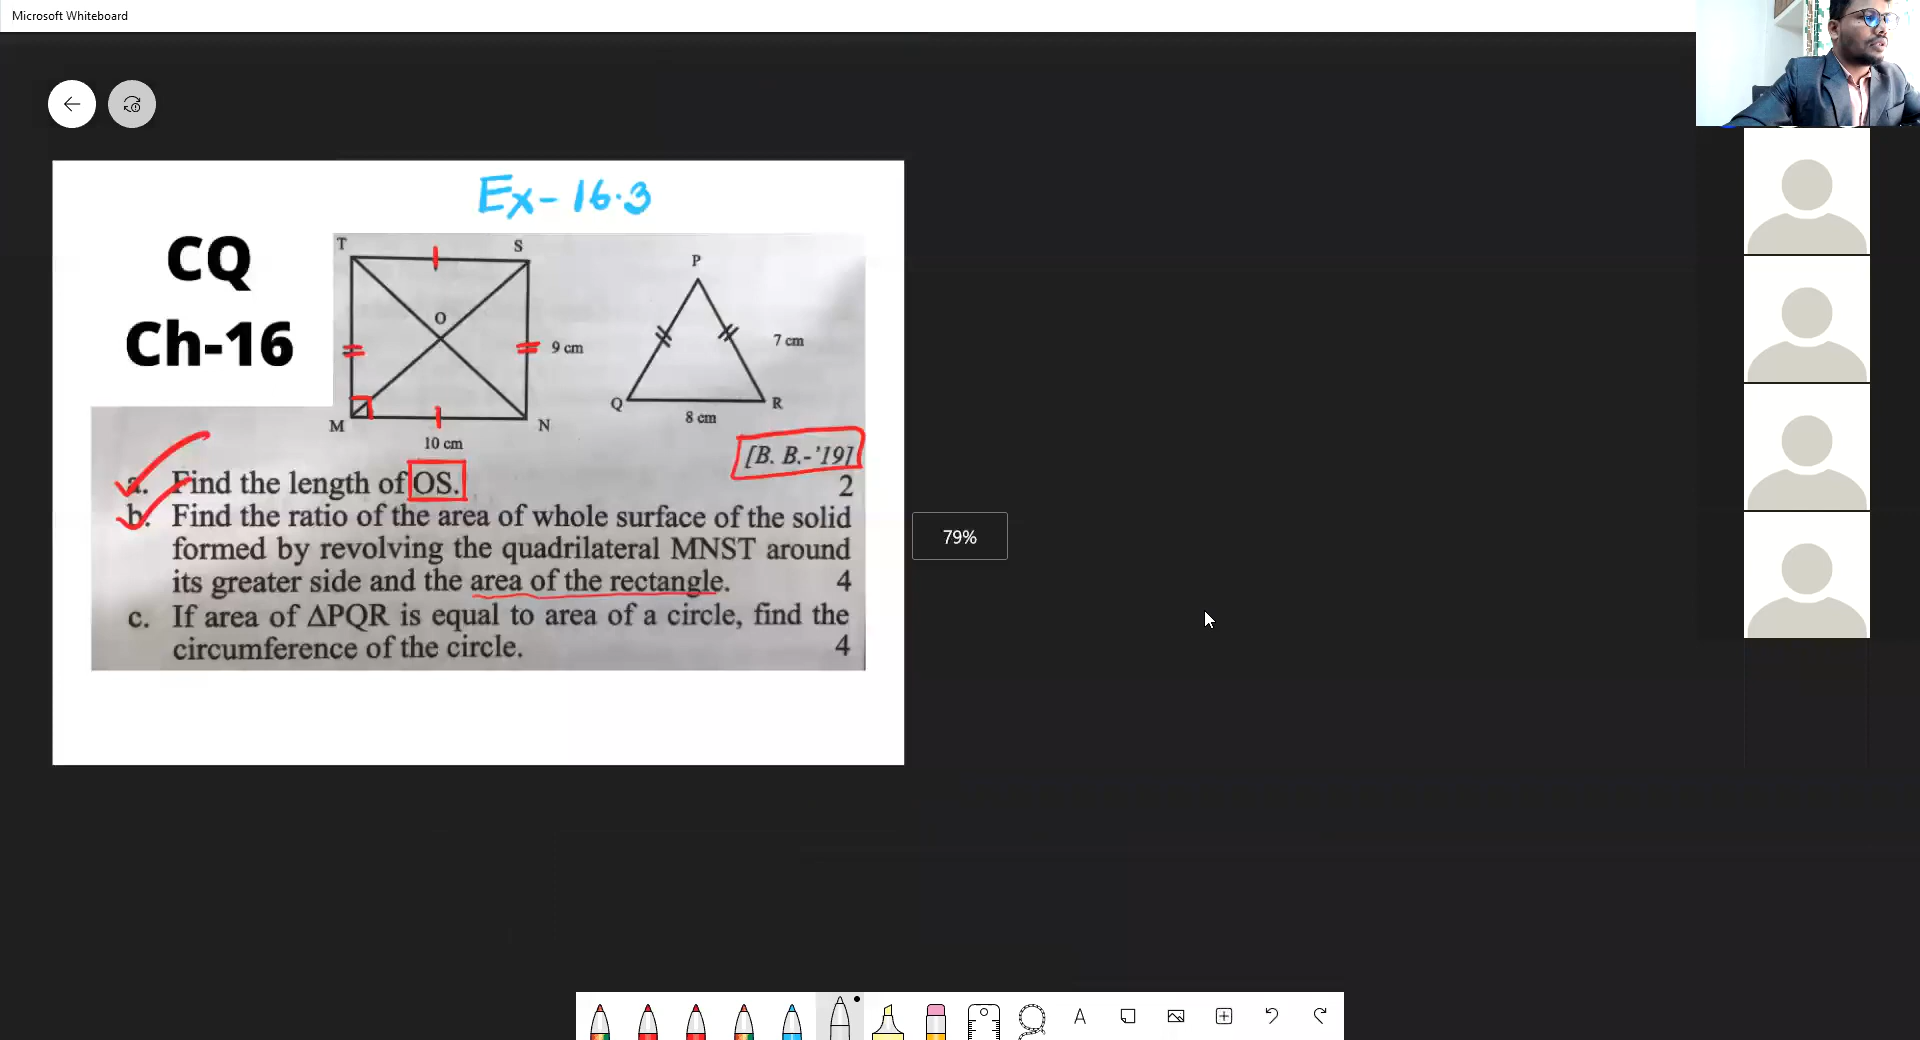 Microsoft Whiteboard
Ex- 16.3
CQ
Ch-16
T
S
O
9 cm
M
N
10 cm
P
7 cm
Q
R
8 cm
[B. B.-'19]
a. Find the length of OS. 2
b. Find the ratio of the area of whole surface of the solid
formed by revolving the quadrilateral MNST around
its greater side and the area of the rectangle. 4
c. If area of ΔPQR is equal to area of a circle, find the
circumference of the circle. 4
79%
A